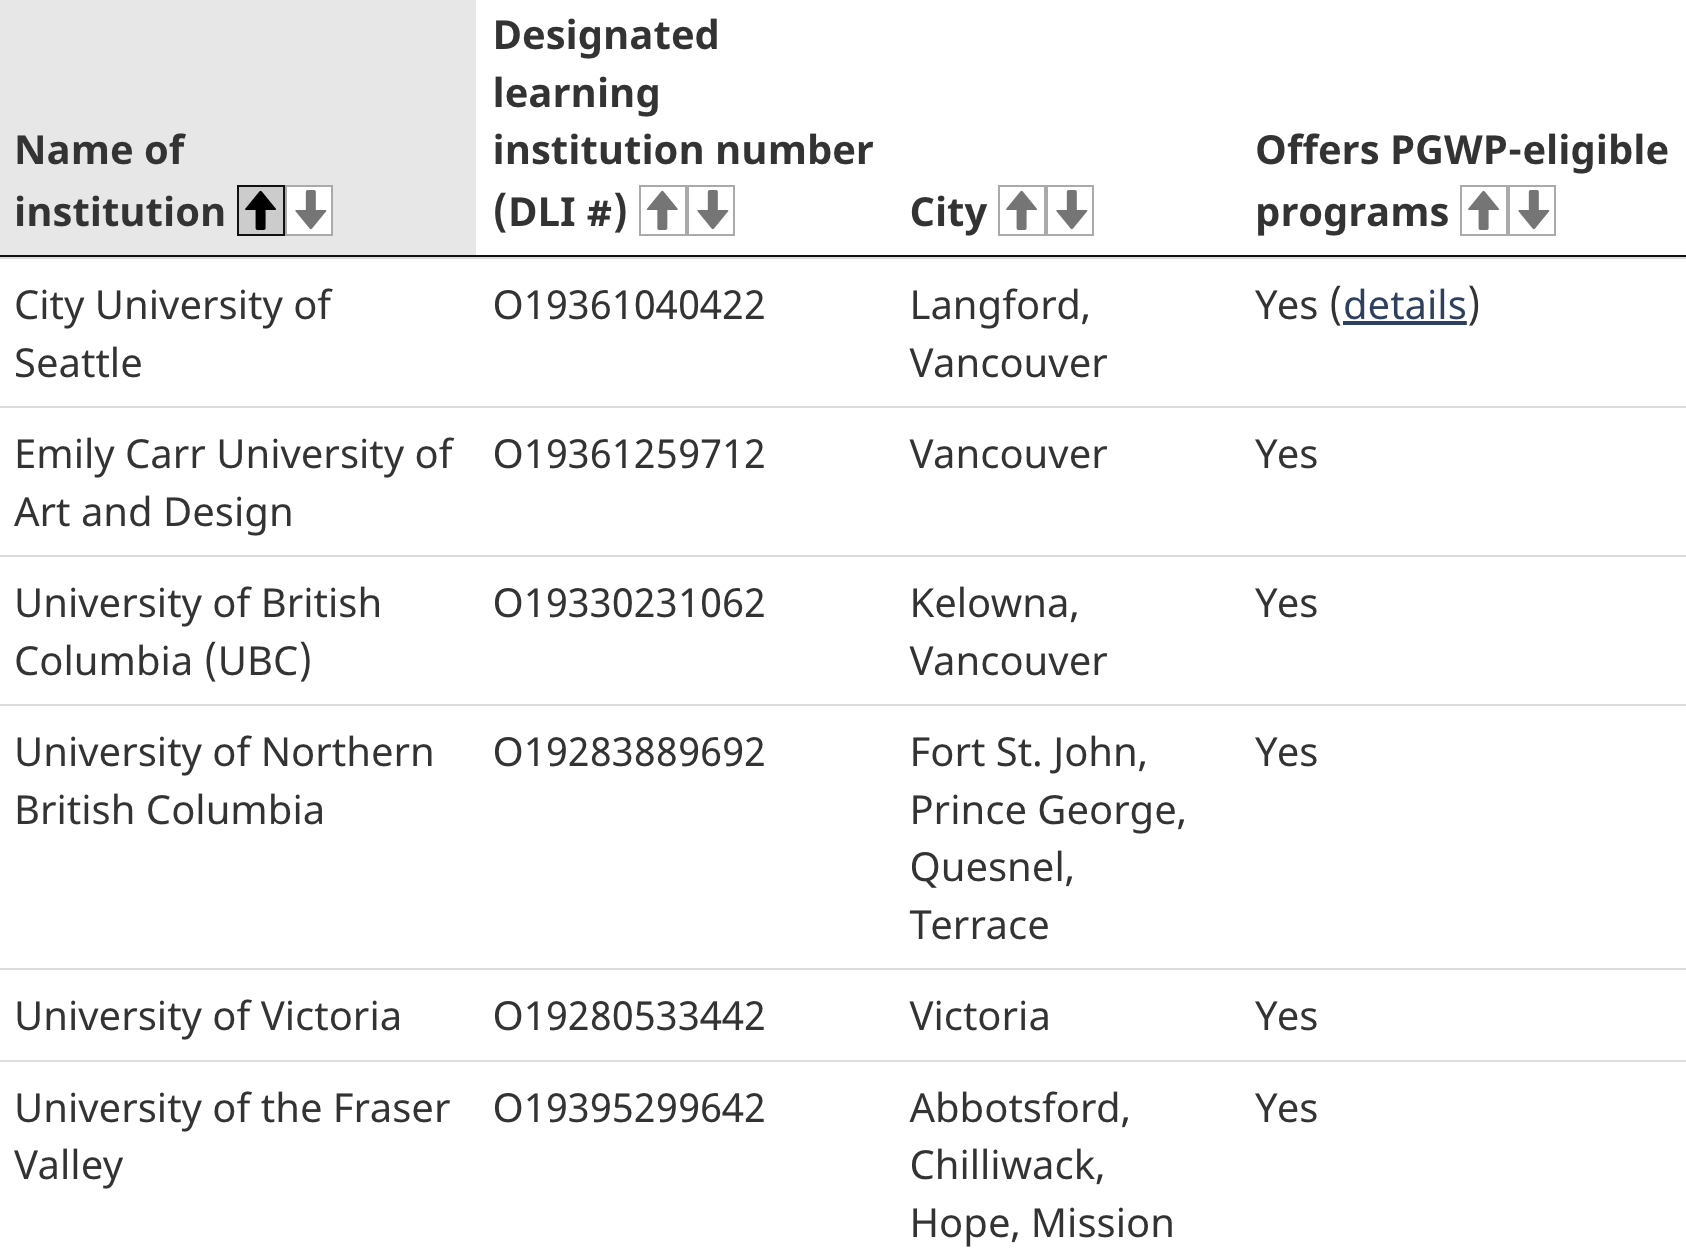 Name of
institution
Designated
learning
institution number
(DLI #)
City
Offers PGWP-eligible
programs
City University of
Seattle
O19361040422
Langford,
Vancouver
Yes (details)
Emily Carr University of
Art and Design
O19361259712
Vancouver
Yes
University of British
Columbia (UBC)
O19330231062
Kelowna,
Vancouver
Yes
University of Northern
British Columbia
O19283889692
Fort St. John,
Prince George,
Quesnel,
Terrace
Yes
University of Victoria
O19280533442
Victoria
Yes
University of the Fraser
Valley
O19395299642
Abbotsford,
Chilliwack,
Hope, Mission
Yes